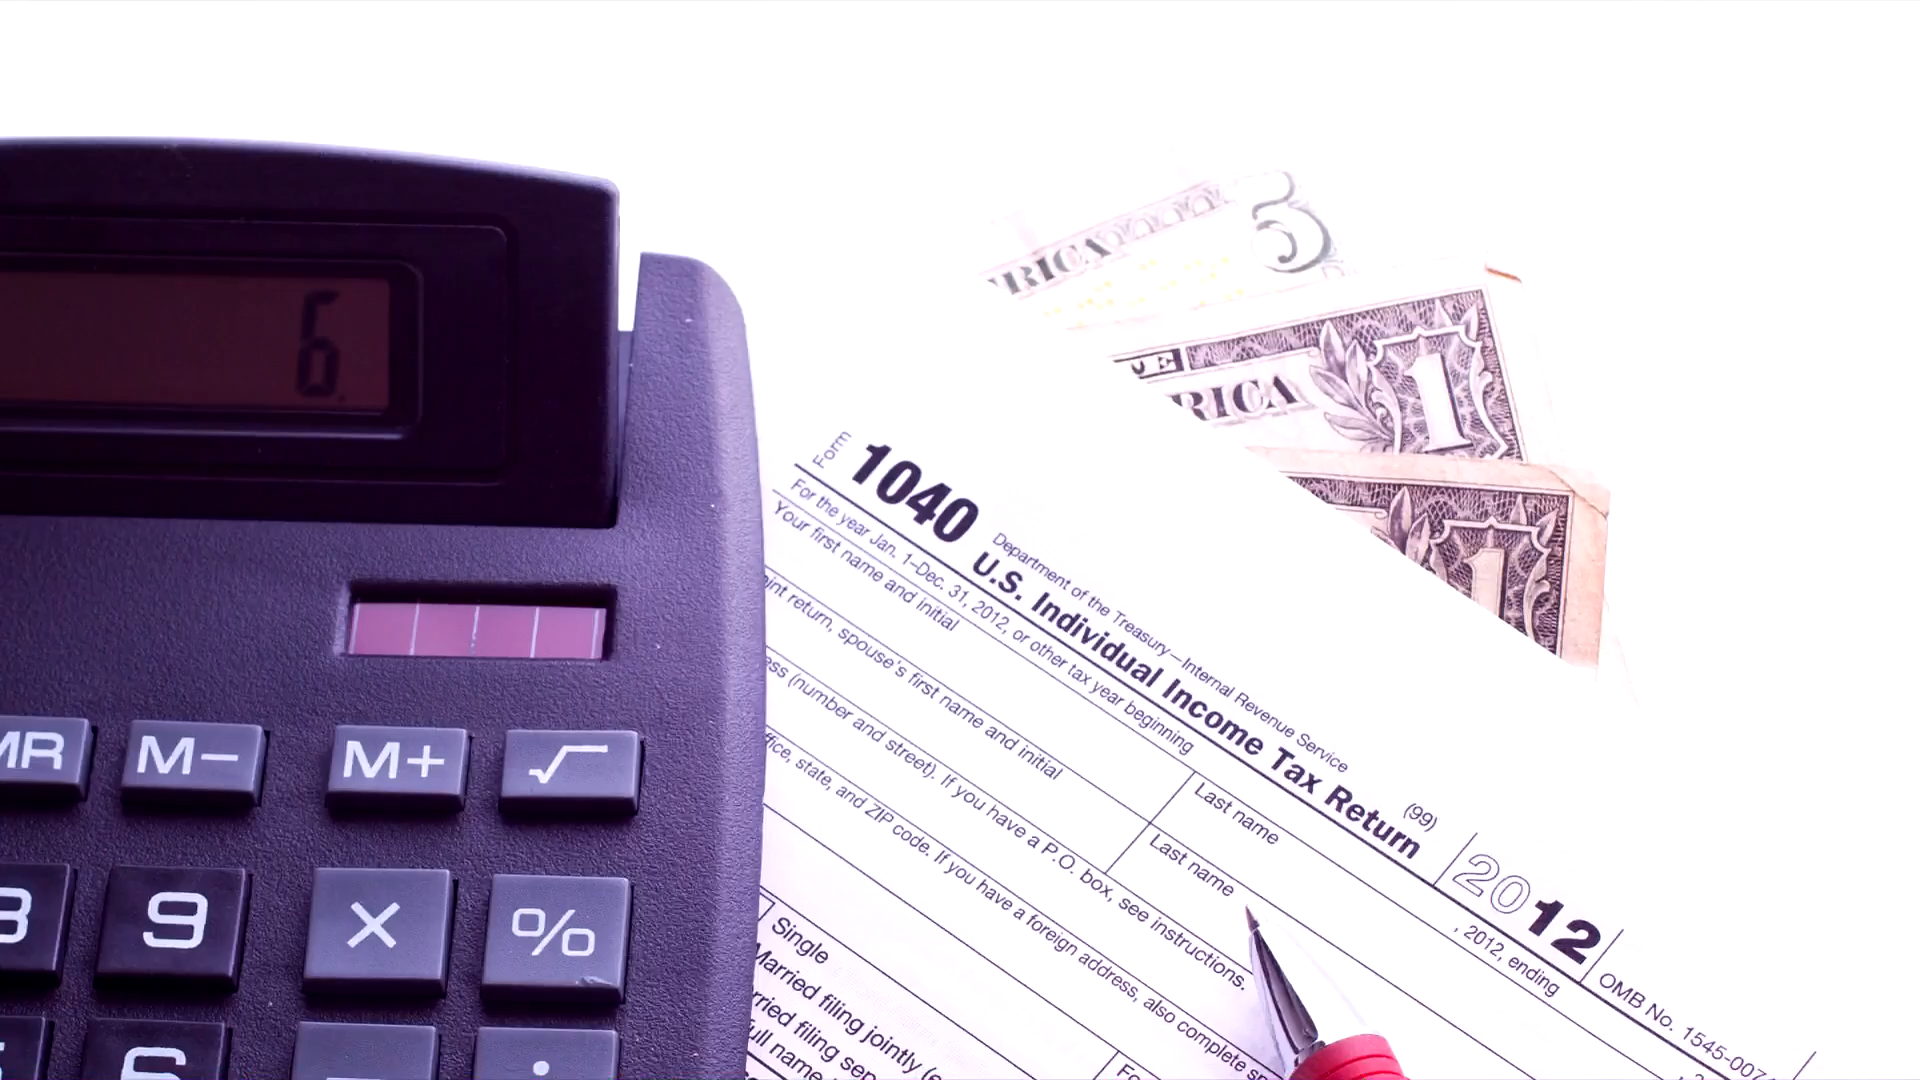 6.
MR
M−
M+
√
9
×
%
RICA
5
RICA
1
1
Form
1040
Department of the Treasury—Internal Revenue Service
U.S. Individual Income Tax Return
(99)
2012
OMB No. 1545-0074
For the year Jan. 1–Dec. 31, 2012, or other tax year beginning
, 2012, ending
Your first name and initial
Last name
return, spouse's first name and initial
Last name
(number and street). If you have a P.O. box, see instructions.
state, and ZIP code. If you have a foreign address, also complete
Single
Married filing jointly
filing
name